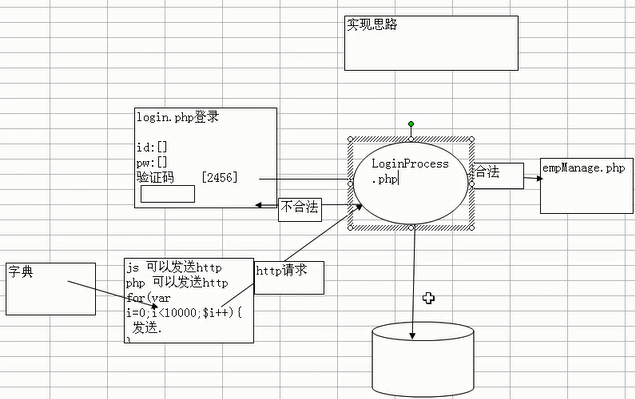 实现思路
login.php登录
id:[]
pw:[]
验证码 [2456]
LoginProcess
.php
合法
empManage.php
不合法
字典
js 可以发送http
php 可以发送http
for(var
i=0;i<10000;$i++){
发送.
}
http请求